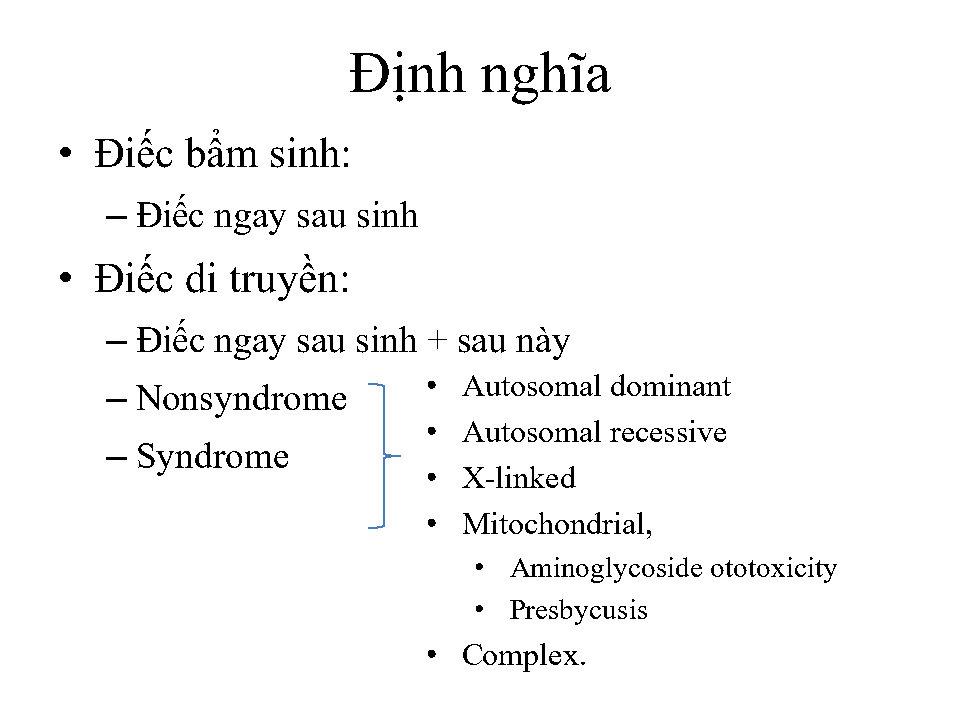 Định nghĩa
• Điếc bẩm sinh:
– Điếc ngay sau sinh
• Điếc di truyền:
– Điếc ngay sau sinh + sau này
– Nonsyndrome
– Syndrome
• Autosomal dominant
• Autosomal recessive
• X-linked
• Mitochondrial,
• Aminoglycoside ototoxicity
• Presbycusis
• Complex.